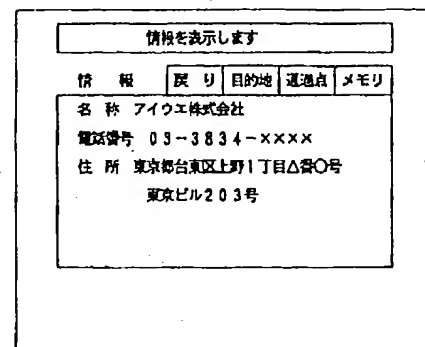 情報を表示します
情 報 戻 り 目的地 通過点 メモリ
名 称 アイウエ株式会社
電話番号 03-3834-××××
住 所 東京都台東区上野1丁目△番○号
東京ビル203号